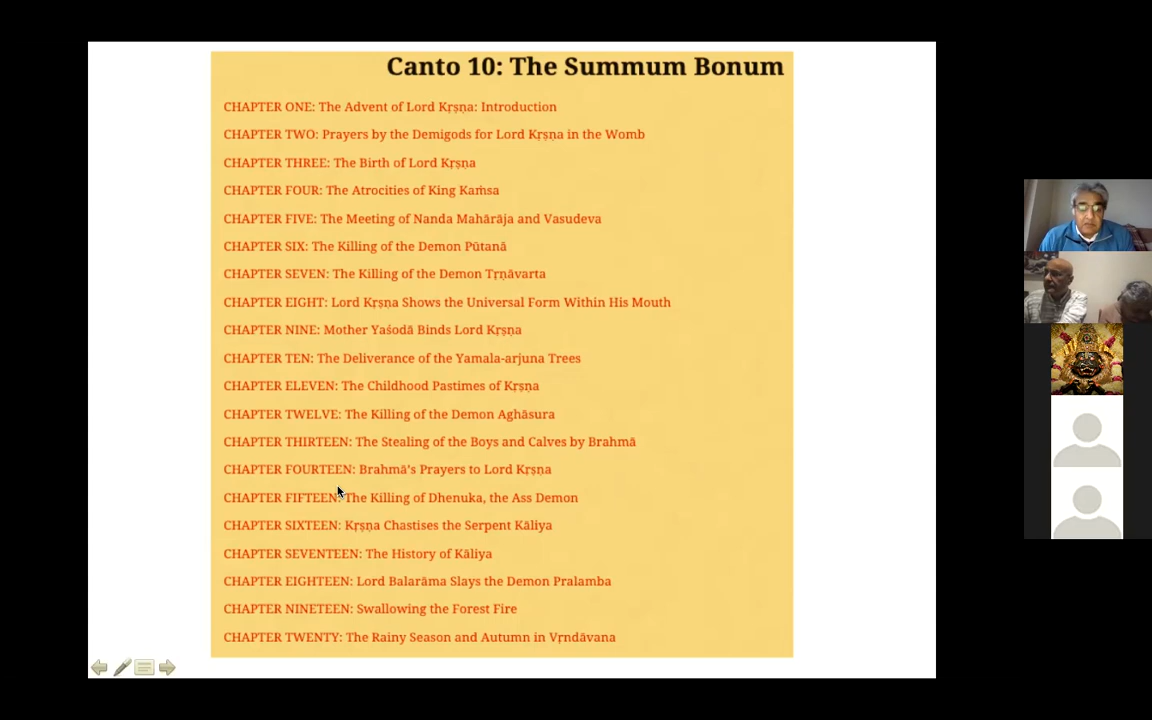 Canto 10: The Summum Bonum
CHAPTER ONE: The Advent of Lord Kṛṣṇa: Introduction
CHAPTER TWO: Prayers by the Demigods for Lord Kṛṣṇa in the Womb
CHAPTER THREE: The Birth of Lord Kṛṣṇa
CHAPTER FOUR: The Atrocities of King Kaṁsa
CHAPTER FIVE: The Meeting of Nanda Mahārāja and Vasudeva
CHAPTER SIX: The Killing of the Demon Pūtanā
CHAPTER SEVEN: The Killing of the Demon Tṛṇāvarta
CHAPTER EIGHT: Lord Kṛṣṇa Shows the Universal Form Within His Mouth
CHAPTER NINE: Mother Yaśodā Binds Lord Kṛṣṇa
CHAPTER TEN: The Deliverance of the Yamala-arjuna Trees
CHAPTER ELEVEN: The Childhood Pastimes of Kṛṣṇa
CHAPTER TWELVE: The Killing of the Demon Aghāsura
CHAPTER THIRTEEN: The Stealing of the Boys and Calves by Brahmā
CHAPTER FOURTEEN: Brahmā's Prayers to Lord Kṛṣṇa
CHAPTER FIFTEEN: The Killing of Dhenuka, the Ass Demon
CHAPTER SIXTEEN: Kṛṣṇa Chastises the Serpent Kāliya
CHAPTER SEVENTEEN: The History of Kāliya
CHAPTER EIGHTEEN: Lord Balarāma Slays the Demon Pralamba
CHAPTER NINETEEN: Swallowing the Forest Fire
CHAPTER TWENTY: The Rainy Season and Autumn in Vṛndāvana